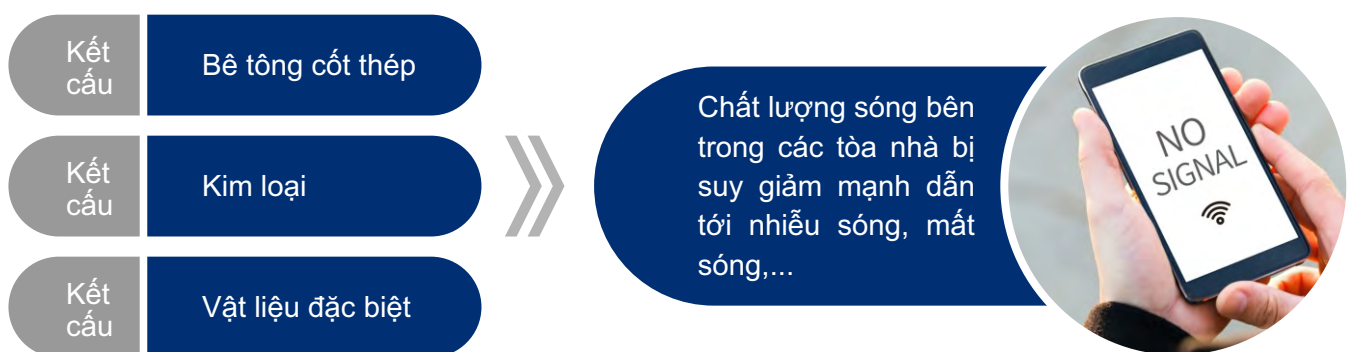 Kết
cấu
Bê tông cốt thép
Kết
cấu
Kim loại
Kết
cấu
Vật liệu đặc biệt
Chất lượng sóng bên
trong các tòa nhà bị
suy giảm mạnh dẫn
tới nhiễu sóng, mất
sóng,...
NO
SIGNAL